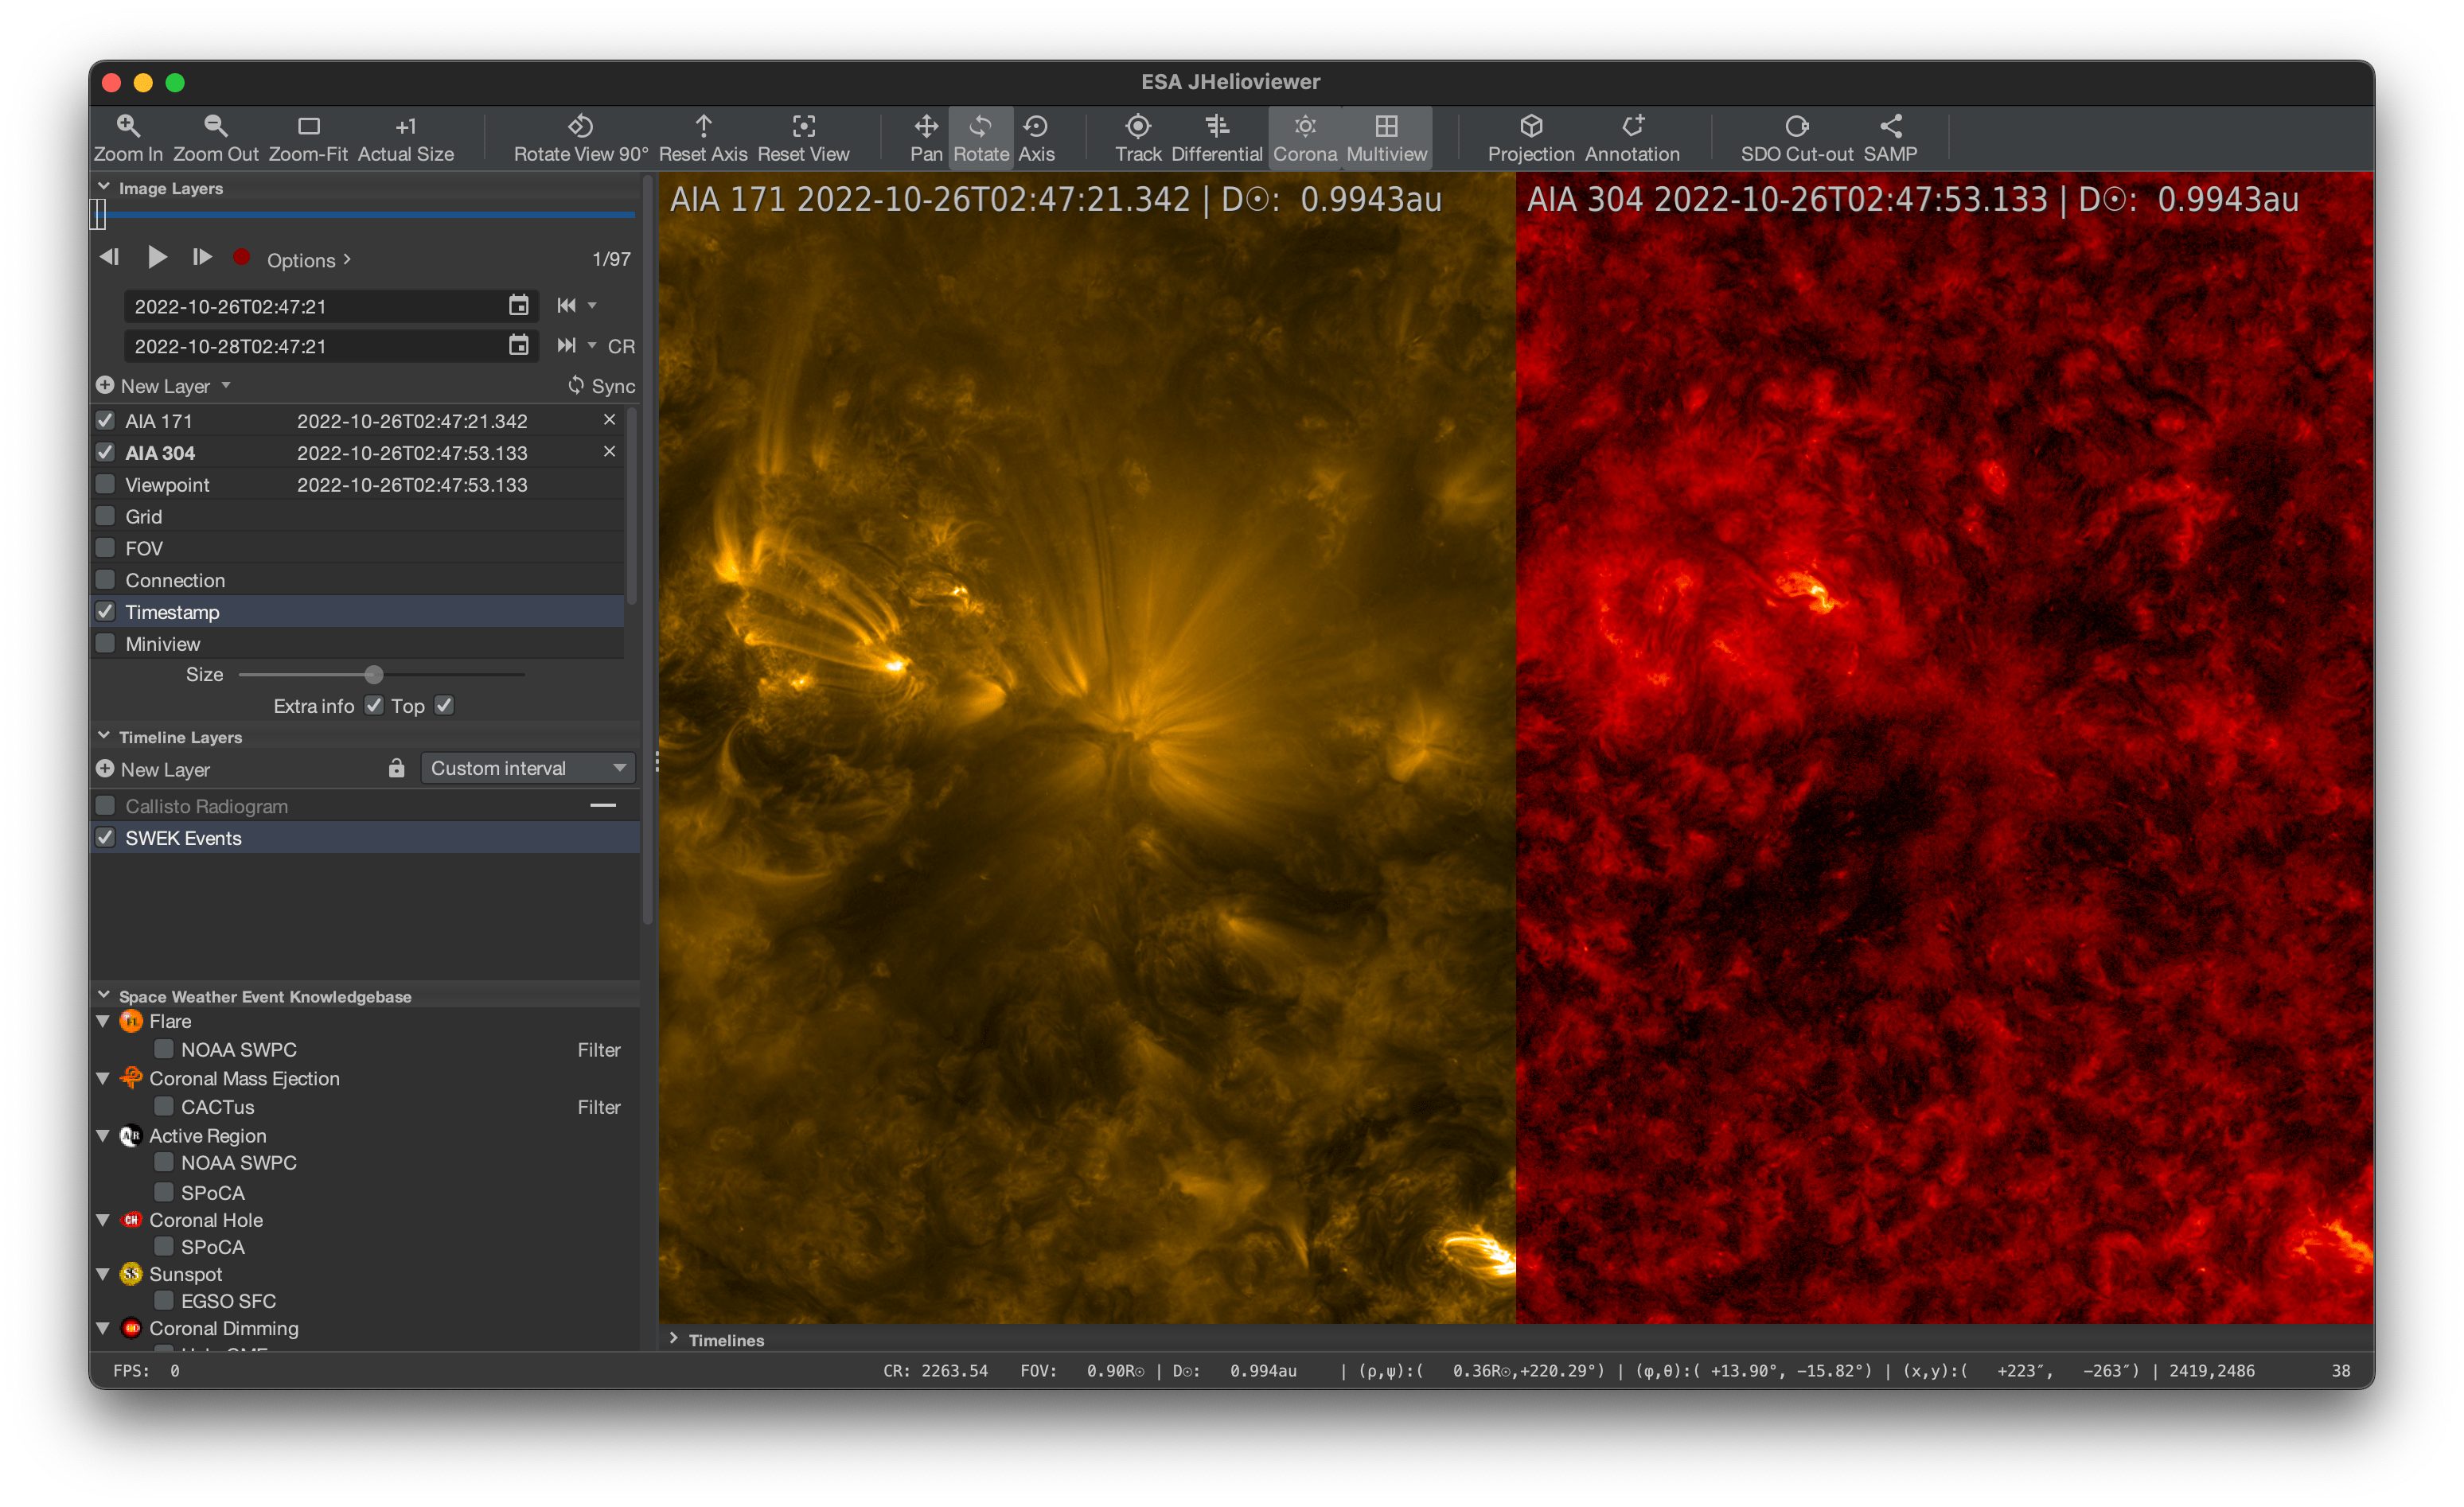 ESA JHelioviewer
Zoom In Zoom Out Zoom-Fit +1 Actual Size Rotate View 90° Reset Axis Reset View Pan Rotate Axis Track Differential Corona Multiview Projection Annotation SDO Cut-out SAMP
Image Layers
Options 1/97
2022-10-26T02:47:21
2022-10-28T02:47:21 CR
New Layer Sync
AIA 171 2022-10-26T02:47:21.342
AIA 304 2022-10-26T02:47:53.133
Viewpoint 2022-10-26T02:47:53.133
Grid
FOV
Connection
Timestamp
Miniview
Size
Extra info Top
Timeline Layers
New Layer Custom interval
Callisto Radiogram
SWEK Events
Space Weather Event Knowledgebase
FL Flare
NOAA SWPC Filter
Coronal Mass Ejection
CACTus Filter
AR Active Region
NOAA SWPC
SPoCA
CH Coronal Hole
SPoCA
SS Sunspot
EGSO SFC
Coronal Dimming
AIA 171 2022-10-26T02:47:21.342 | D☉: 0.9943au
AIA 304 2022-10-26T02:47:53.133 | D☉: 0.9943au
Timelines
FPS: 0 CR: 2263.54 FOV: 0.90R☉ | D☉: 0.994au | (ρ,ψ):( 0.36R☉,+220.29°) | (φ,θ):( +13.90°, −15.82°) | (x,y):( +223″, −263″) | 2419,2486 38